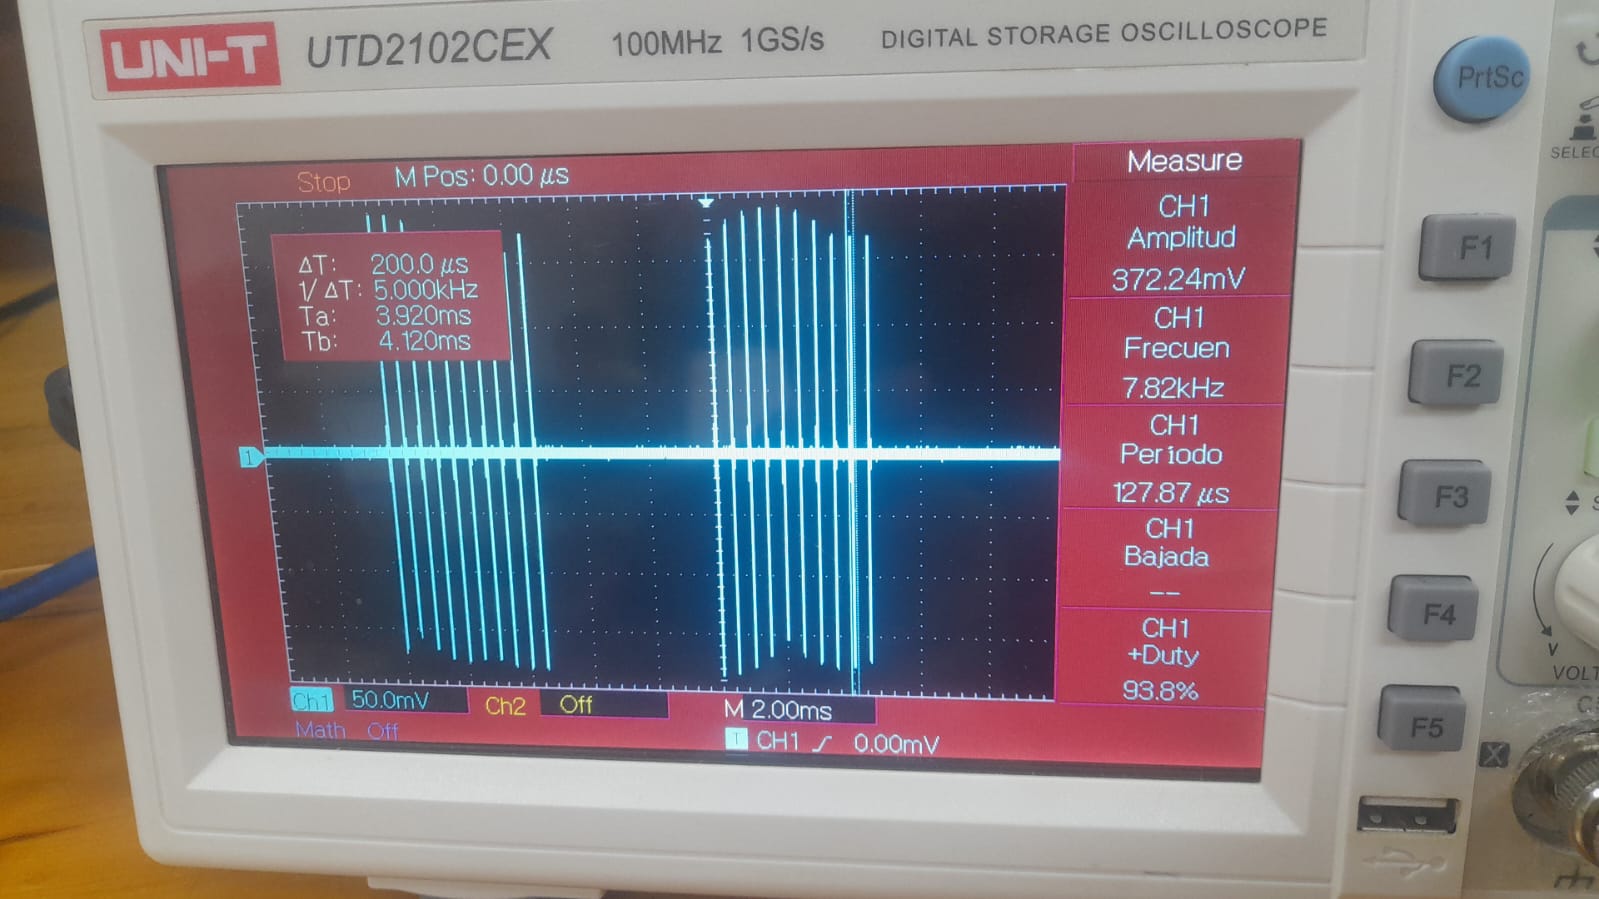 UNI-T UTD2102CEX 100MHz 1GS/s DIGITAL STORAGE OSCILLOSCOPE
PrtSc
Stop M Pos: 0.00 μs
Measure
CH1
Amplitud
372.24mV
CH1
Frecuen
7.82kHz
CH1
Período
127.87 μs
CH1
Bajada
--
CH1
+Duty
93.8%
ΔT: 200.0 μs
1/ ΔT: 5.000kHz
Ta: 3.920ms
Tb: 4.120ms
1
Ch1 50.0mV Ch2 Off M 2.00ms
Math Off T CH1 0.00mV
F1
F2
F3
F4
F5
X